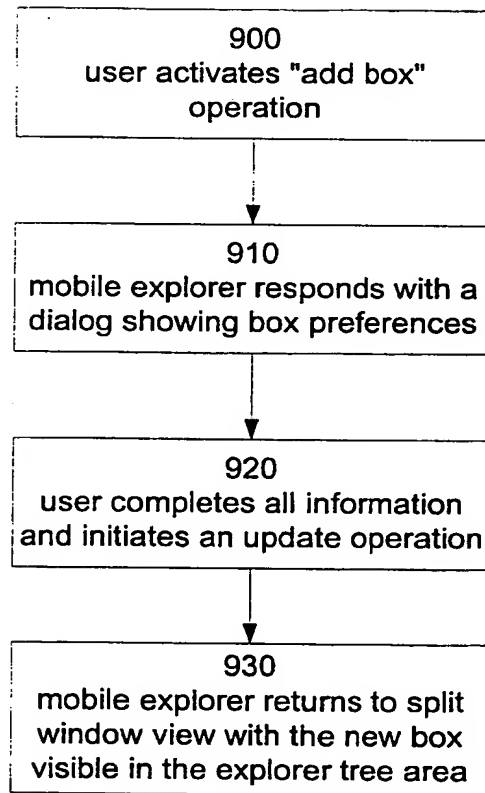 900
user activates "add box"
operation
910
mobile explorer responds with a
dialog showing box preferences
920
user completes all information
and initiates an update operation
930
mobile explorer returns to split
window view with the new box
visible in the explorer tree area